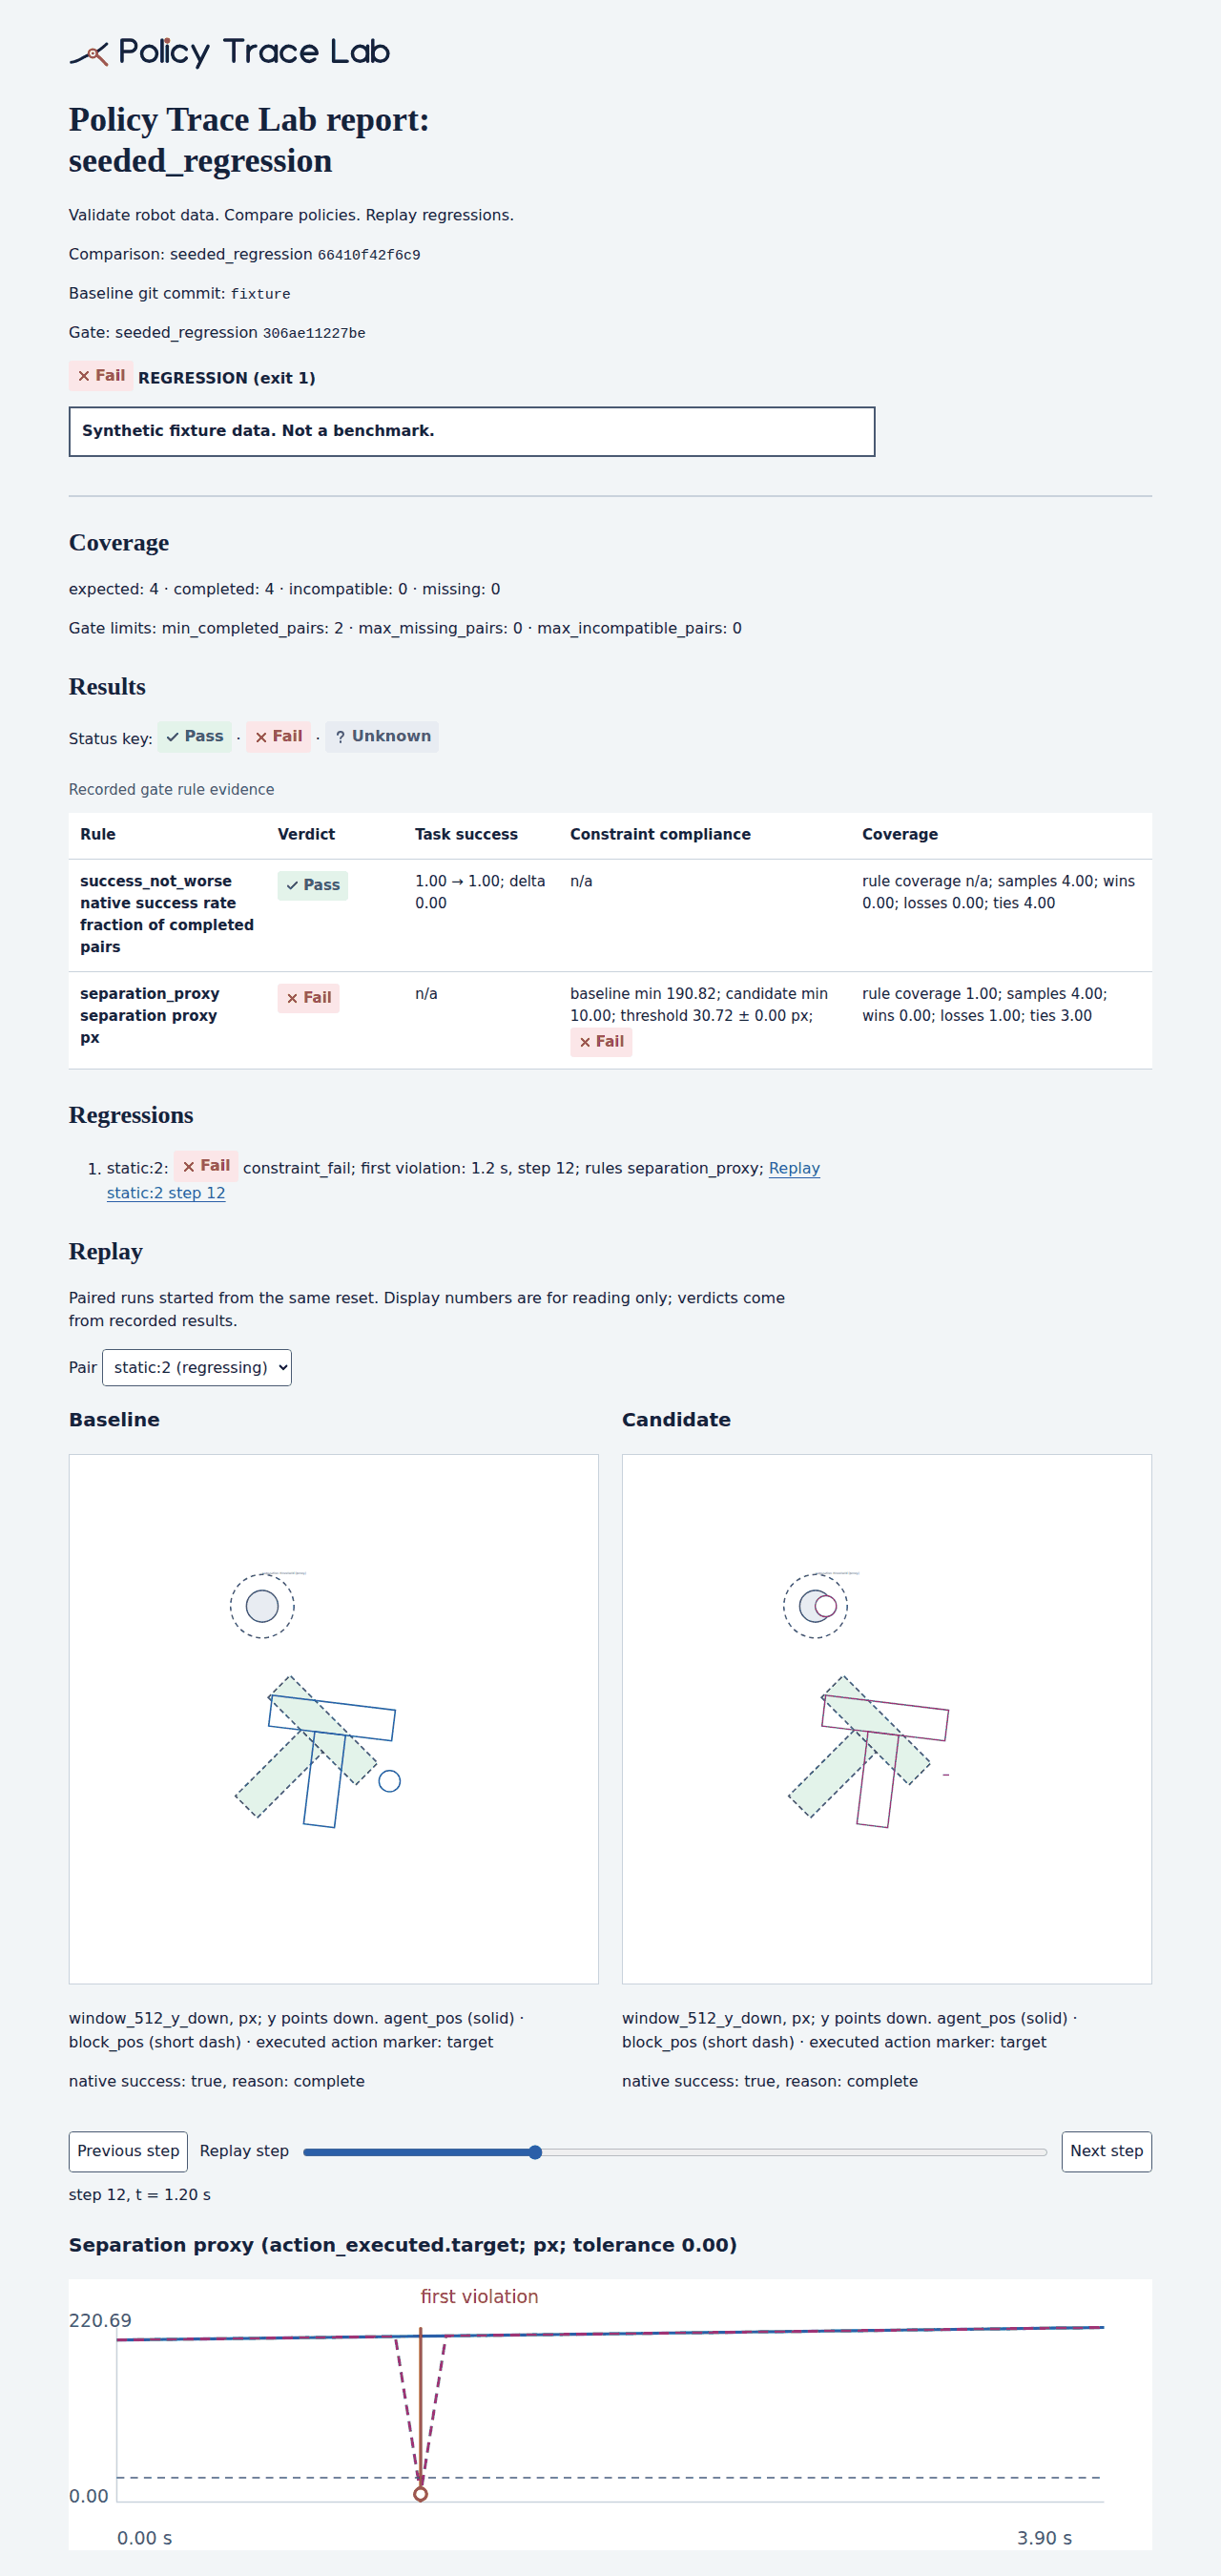 Policy Trace Lab
Policy Trace Lab report:
seeded_regression
Validate robot data. Compare policies. Replay regressions.
Comparison: seeded_regression 66410f42f6c9
Baseline git commit: fixture
Gate: seeded_regression 306ae11227be
Fail REGRESSION (exit 1)
Synthetic fixture data. Not a benchmark.
Coverage
expected: 4 · completed: 4 · incompatible: 0 · missing: 0
Gate limits: min_completed_pairs: 2 · max_missing_pairs: 0 · max_incompatible_pairs: 0
Results
Status key: Pass · Fail · ? Unknown
Recorded gate rule evidence
Rule Verdict Task success Constraint compliance Coverage
success_not_worse Pass 1.00 → 1.00; delta n/a rule coverage n/a; samples 4.00; wins
native success rate 0.00 0.00; losses 0.00; ties 4.00
fraction of completed
pairs
separation_proxy Fail n/a baseline min 190.82; candidate min rule coverage 1.00; samples 4.00;
separation proxy 10.00; threshold 30.72 ± 0.00 px; wins 0.00; losses 1.00; ties 3.00
px Fail
Regressions
1. static:2: Fail constraint_fail; first violation: 1.2 s, step 12; rules separation_proxy; Replay
static:2 step 12
Replay
Paired runs started from the same reset. Display numbers are for reading only; verdicts come
from recorded results.
Pair static:2 (regressing)
Baseline
Candidate
window_512_y_down, px; y points down. agent_pos (solid) ·
block_pos (short dash) · executed action marker: target
native success: true, reason: complete
window_512_y_down, px; y points down. agent_pos (solid) ·
block_pos (short dash) · executed action marker: target
native success: true, reason: complete
Previous step Replay step Next step
step 12, t = 1.20 s
Separation proxy (action_executed.target; px; tolerance 0.00)
first violation
220.69
0.00
0.00 s 3.90 s